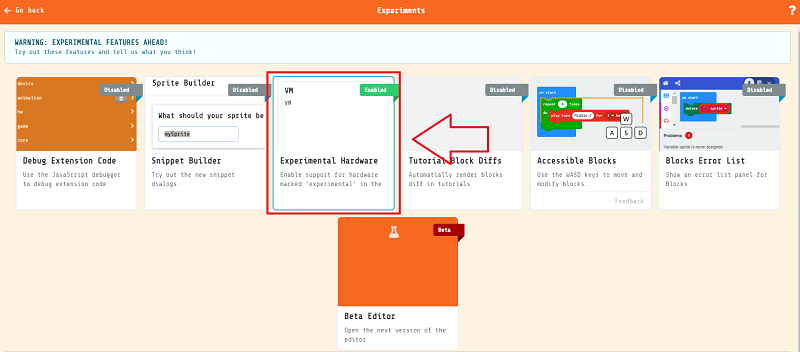 Go back
Experiments
?
WARNING: EXPERIMENTAL FEATURES AHEAD!
Try out these features and tell us what you think!
device
animation
hw
game
core
Disabled
Debug Extension Code
Use the JavaScript debugger
to debug extension code
Sprite Builder
Disabled
What should your sprite be
mySprite
Snippet Builder
Try out the new snippet
dialogs.
VM
VM
Enabled
Experimental Hardware
Enable support for hardware
marked 'experimental' in the
Disabled
Tutorial Block Diffs
Automatically render blocks
diff in tutorials
on start
Disabled
repeat 4 times
do
play tone Middle C for 1
W
A S D
Accessible Blocks
Use the WASD keys to move and
modify blocks.
Feedback
on start
Disabled
delete sprite
Problems 1
Variable sprite is never assigned
Blocks Error List
Show an error list panel for
Blocks
Beta
Beta Editor
Open the next version of the
editor